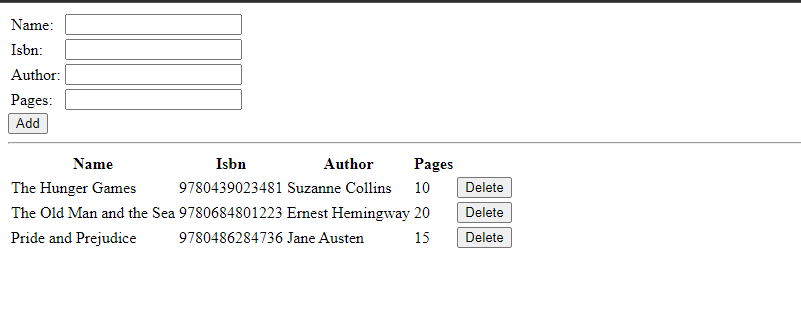 Name:
Isbn:
Author:
Pages:
Add
Name Isbn Author Pages
The Hunger Games 9780439023481 Suzanne Collins 10 Delete
The Old Man and the Sea 9780684801223 Ernest Hemingway 20 Delete
Pride and Prejudice 9780486284736 Jane Austen 15 Delete